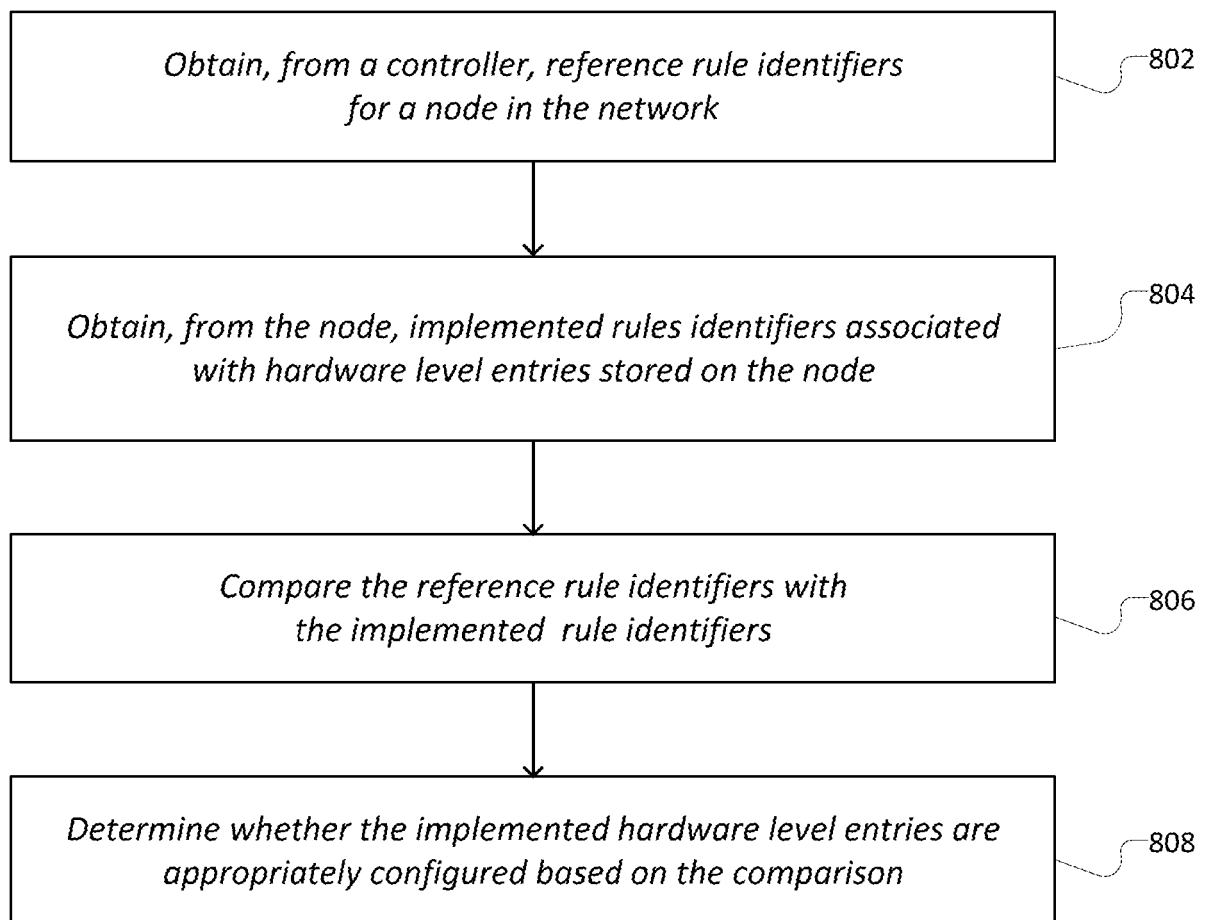 Obtain, from a controller, reference rule identifiers
for a node in the network
802
Obtain, from the node, implemented rules identifiers associated
with hardware level entries stored on the node
804
Compare the reference rule identifiers with
the implemented rule identifiers
806
Determine whether the implemented hardware level entries are
appropriately configured based on the comparison
808